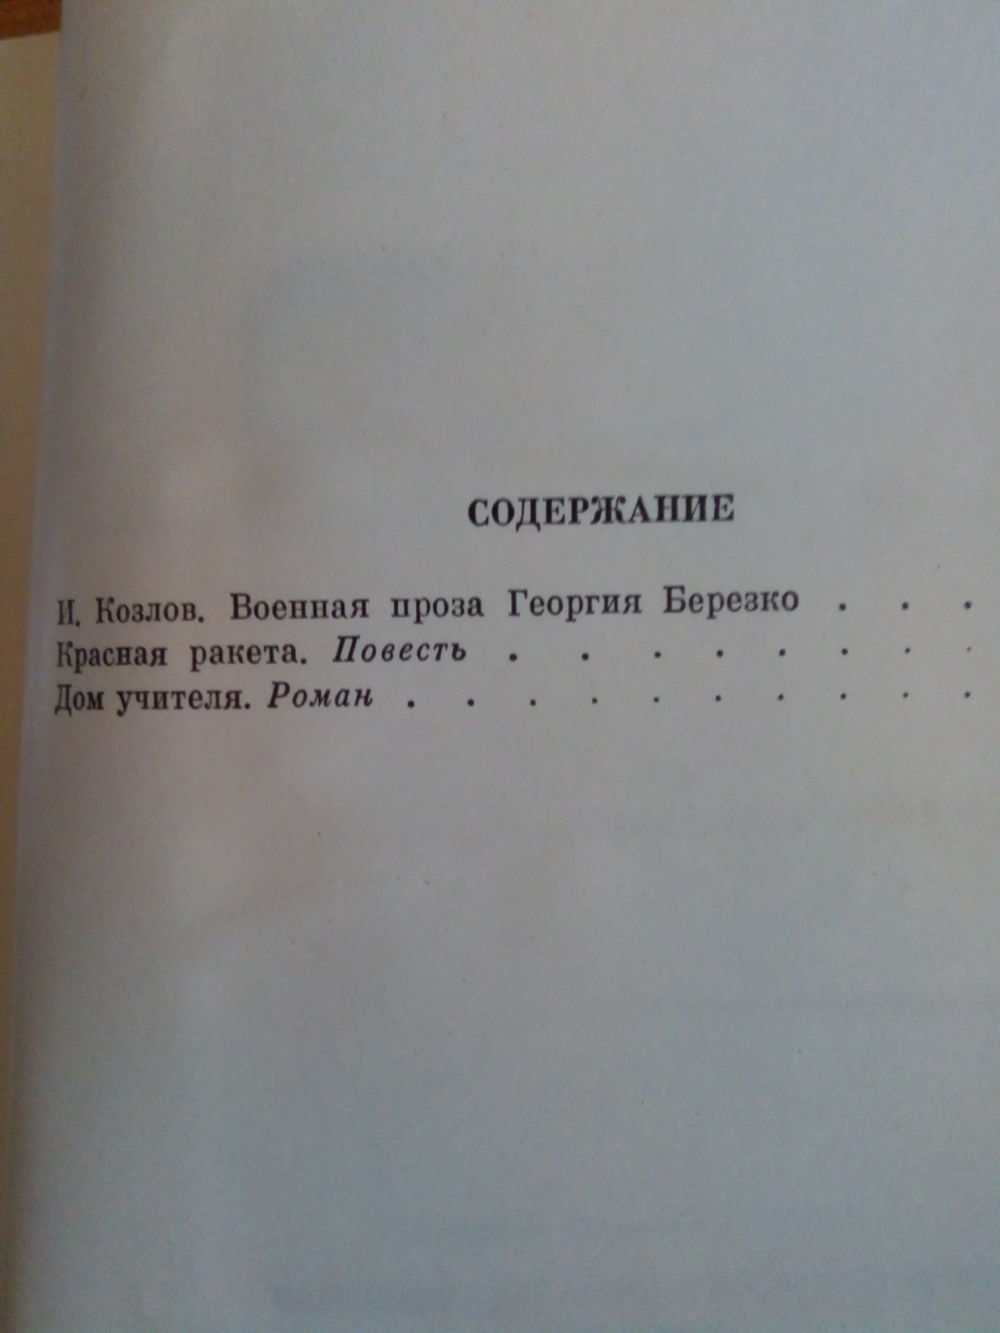 СОДЕРЖАНИЕ
И. Козлов. Военная проза Георгия Березко . . .
Красная ракета. Повесть . . . . . . . .
Дом учителя. Роман . . . . . . . . . .